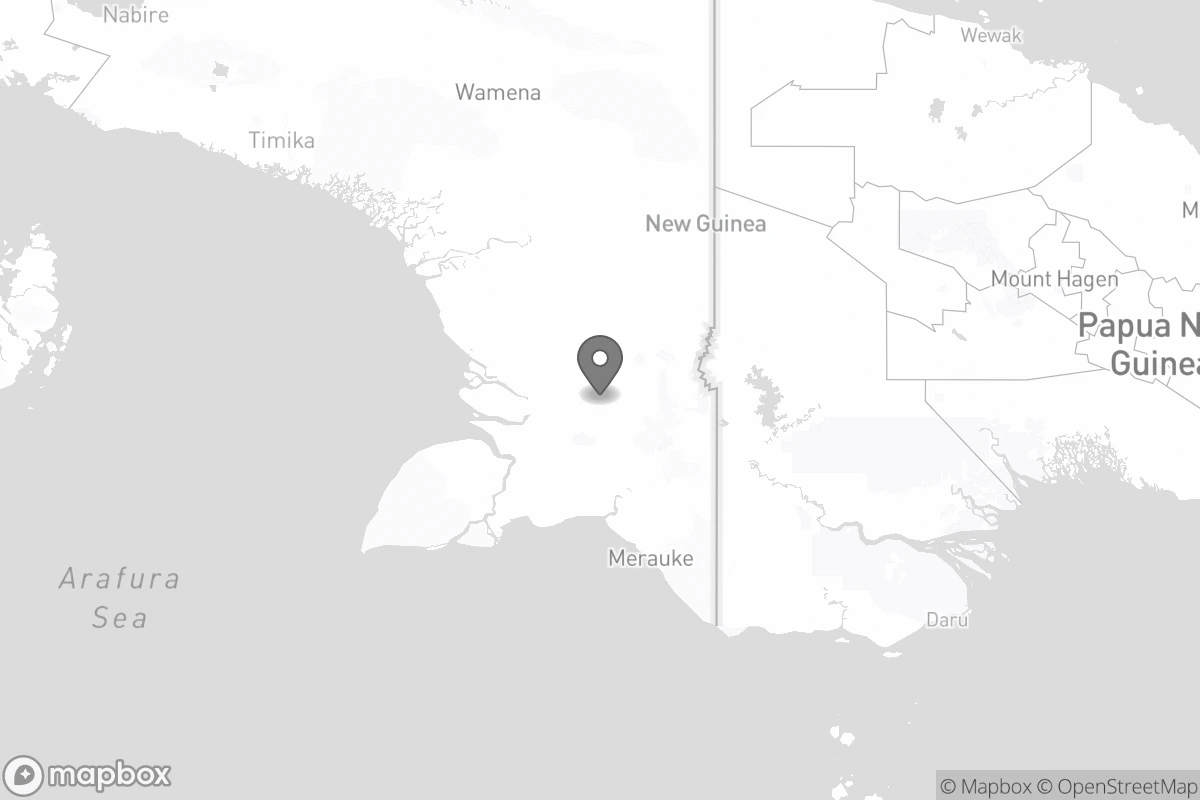 Nabire
Wewak
Wamena
Timika
New Guinea
M
Mount Hagen
Papua N
Guinea
Merauke
Arafura
Sea
Daru
mapbox
© Mapbox © OpenStreetMap